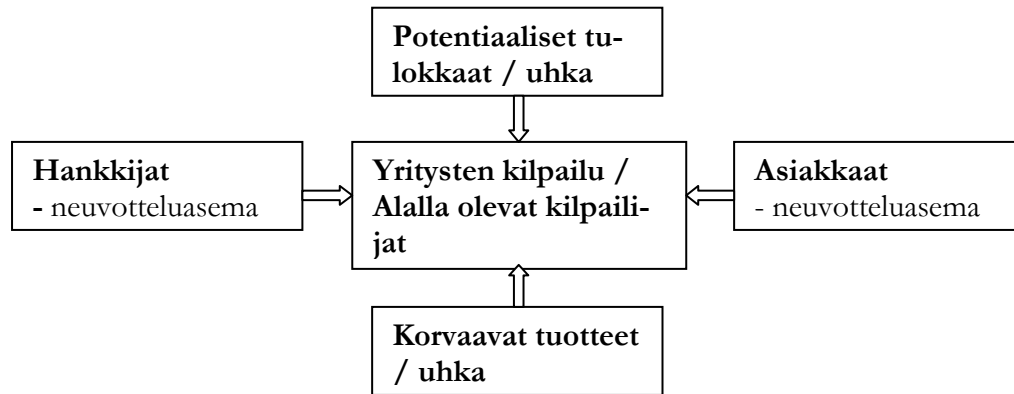 Potentiaaliset tu-
lokkaat / uhka
Hankkijat
- neuvotteluasema
Yritysten kilpailu /
Alalla olevat kilpaili-
jat
Asiakkaat
- neuvotteluasema
Korvaavat tuotteet
/ uhka